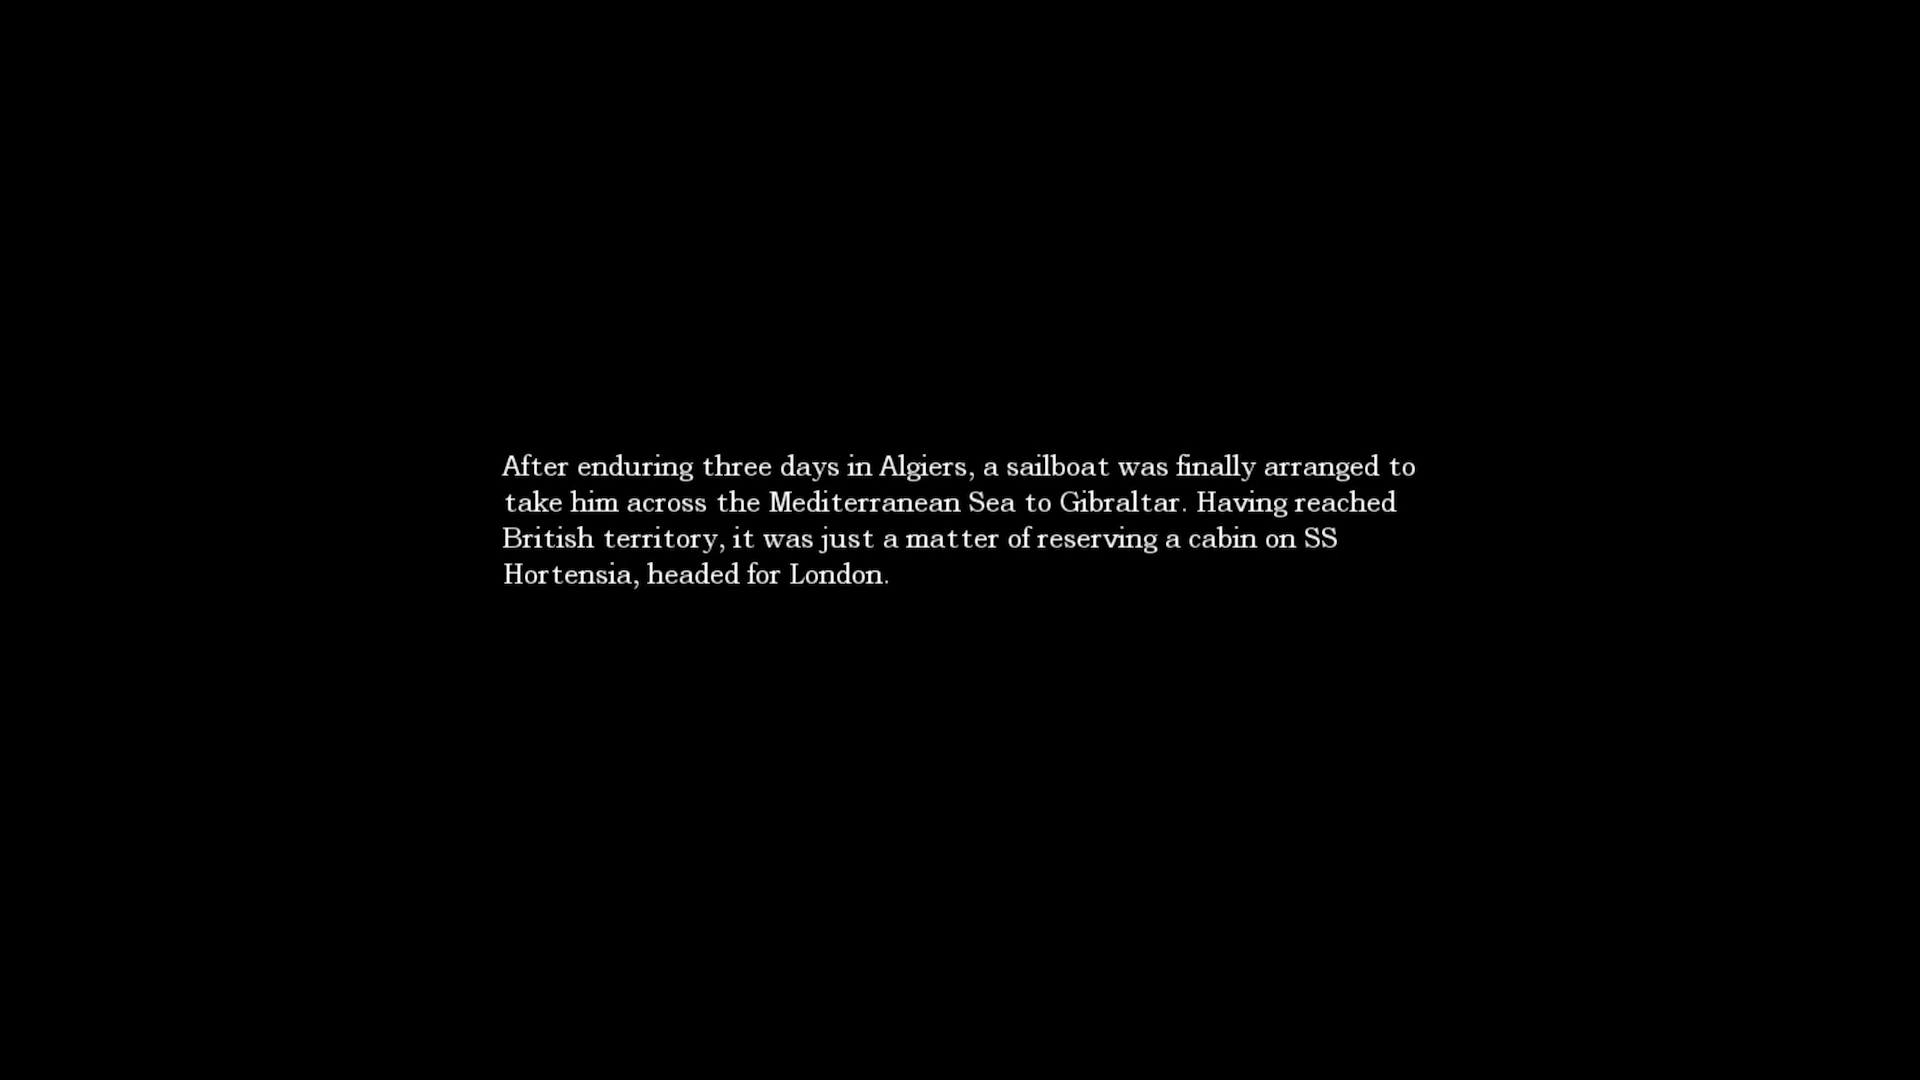 After enduring three days in Algiers, a sailboat was finally arranged to
take him across the Mediterranean Sea to Gibraltar. Having reached
British territory, it was just a matter of reserving a cabin on SS
Hortensia, headed for London.